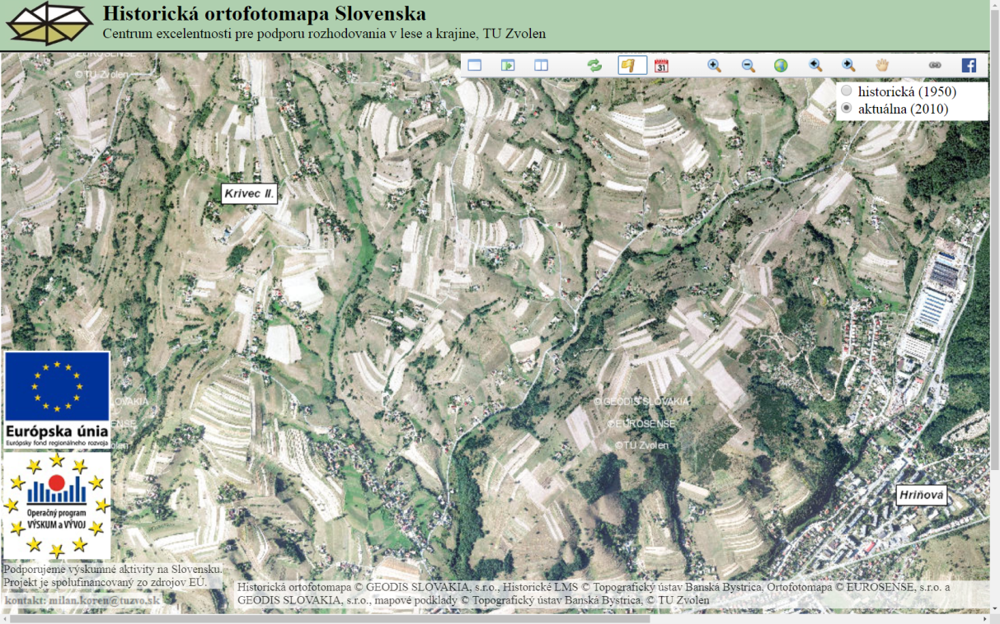 Historická ortofotomapa Slovenska
Centrum excelentnosti pre podporu rozhodovania v lese a krajine, TU Zvolen
© TU Zvolen
31
historická (1950)
aktuálna (2010)
Krivec II.
© GEODIS SLOVAKIA
© EUROSENSE
© TU Zvolen
Európska únia
Európsky fond regionálneho rozvoja
Operačný program
VÝSKUM a VÝVOJ
Hriňová
Podporujeme výskumné aktivity na Slovensku.
Projekt je spolufinancovaný zo zdrojov EÚ.
kontakt: milan.koren@tuzvo.sk
Historická ortofotomapa © GEODIS SLOVAKIA, s.r.o., Historické LMS © Topografický ústav Banská Bystrica, Ortofotomapa © EUROSENSE, s.r.o. a
GEODIS SLOVAKIA, s.r.o., mapové podklady © Topografický ústav Banská Bystrica, © TU Zvolen